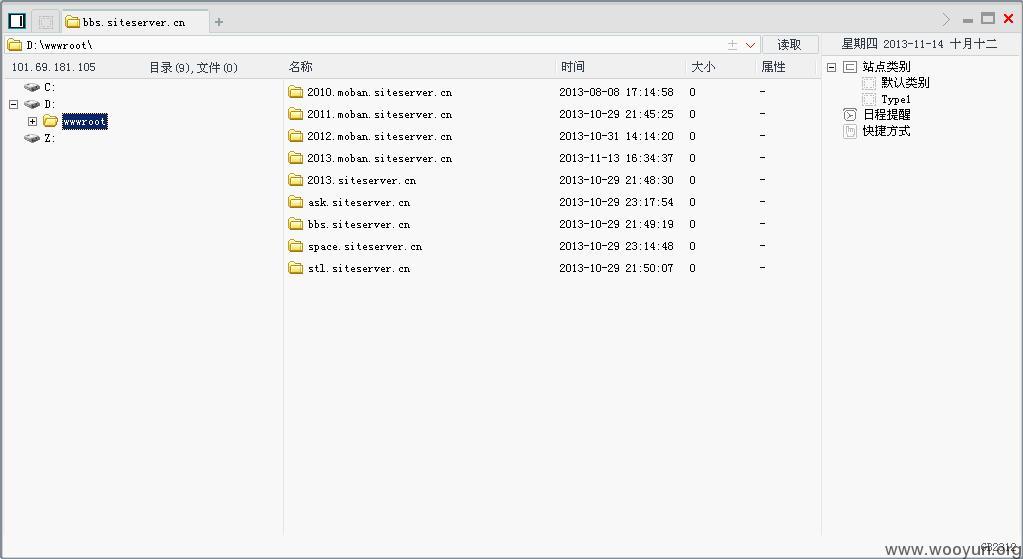 bbs.siteserver.cn
D:\wwwroot\
读取
星期四 2013-11-14 十月十二
101.69.181.105
目录(9),文件(0)
名称 时间 大小 属性
C:
D:
wwwroot
Z:
2010.moban.siteserver.cn 2013-08-08 17:14:58 0 -
2011.moban.siteserver.cn 2013-10-29 21:45:25 0 -
2012.moban.siteserver.cn 2013-10-31 14:14:20 0 -
2013.moban.siteserver.cn 2013-11-13 16:34:37 0 -
2013.siteserver.cn 2013-10-29 21:48:30 0 -
ask.siteserver.cn 2013-10-29 23:17:54 0 -
bbs.siteserver.cn 2013-10-29 21:49:19 0 -
space.siteserver.cn 2013-10-29 23:14:48 0 -
stl.siteserver.cn 2013-10-29 21:50:07 0 -
站点类别
默认类别
Type1
日程提醒
快捷方式
GB2312
www.wooyun.org